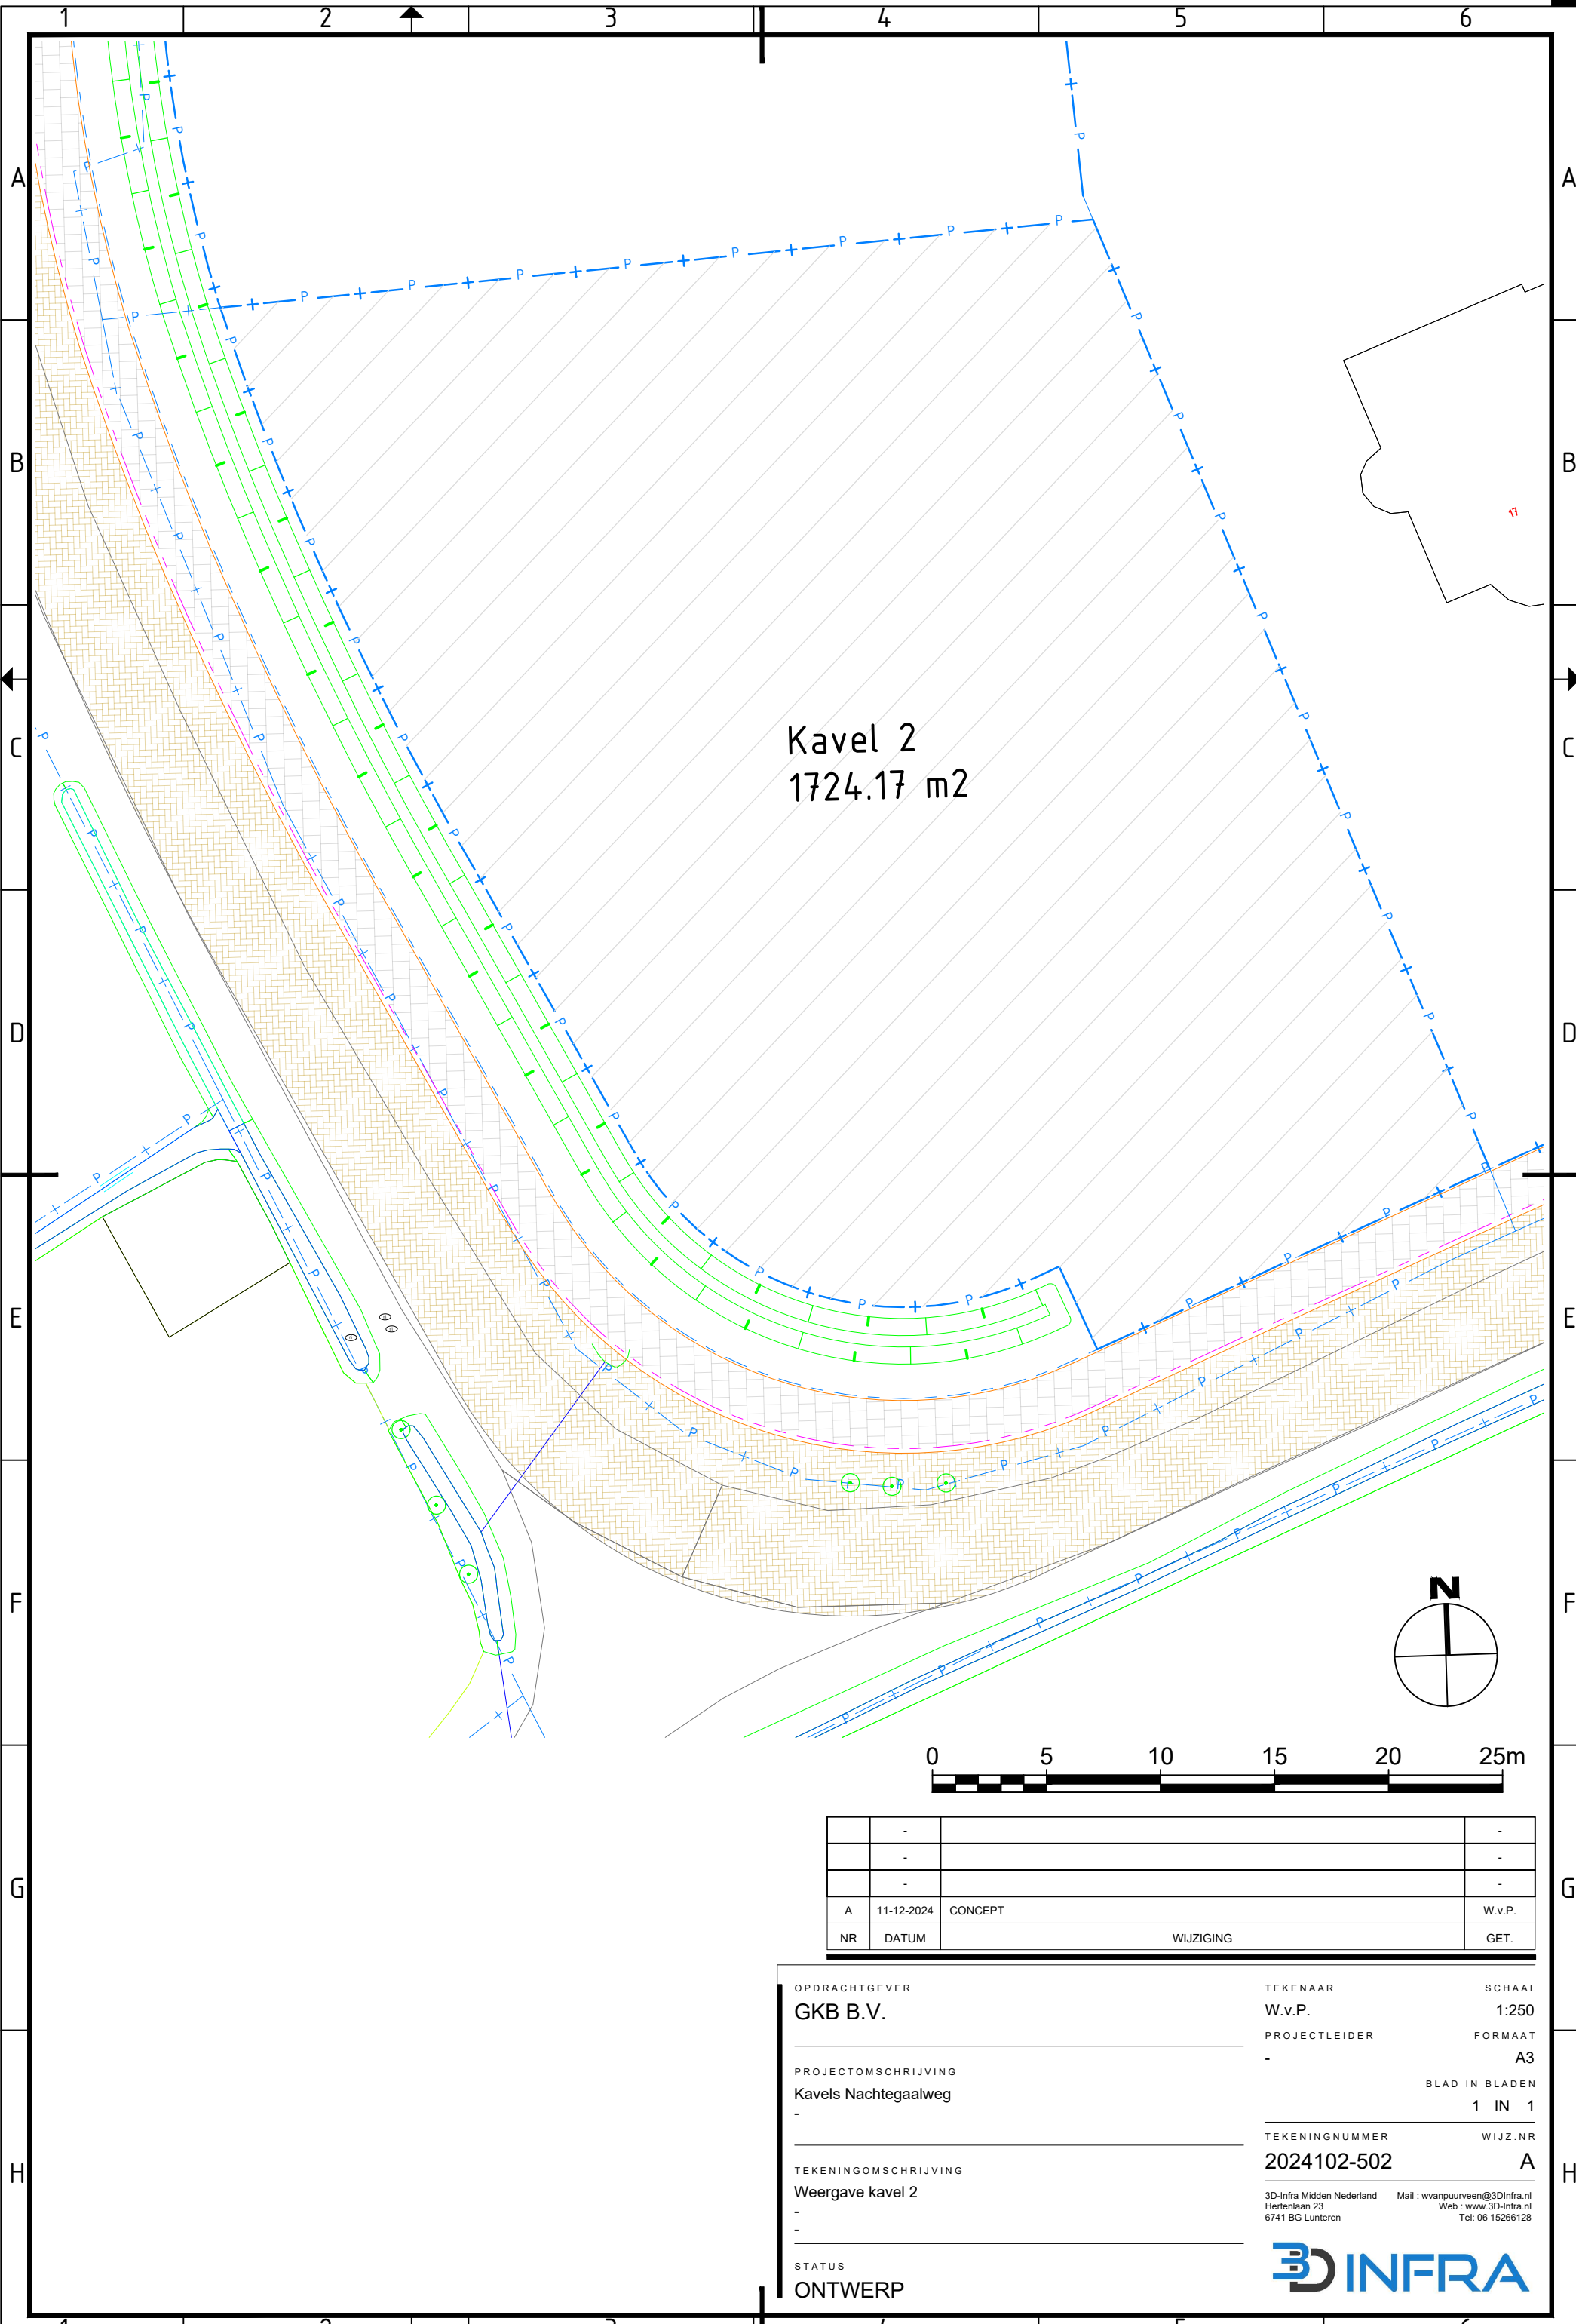 1 2 3 4 5 6
A A
B B
17
C C
Kavel 2
1724.17 m2
D D
E E
F F
N
0 5 10 15 20 25m
- -
- -
G G
- -
A 11-12-2024 CONCEPT W.v.P.
NR DATUM WIJZIGING GET.
OPDRACHTGEVER
GKB B.V.
PROJECTOMSCHRIJVING
Kavels Nachtegaalweg
-
TEKENINGOMSCHRIJVING
Weergave kavel 2
-
-
STATUS
ONTWERP
TEKENAAR SCHAAL
W.v.P. 1:250
PROJECTLEIDER FORMAAT
- A3
BLAD IN BLADEN
1 IN 1
TEKENINGNUMMER WIJZ.NR
2024102-502 A
H H
3D-Infra Midden Nederland Mail : wvanpuurveen@3DInfra.nl
Hertenlaan 23 Web : www.3D-Infra.nl
6741 BG Lunteren Tel: 06 15266128
3D INFRA